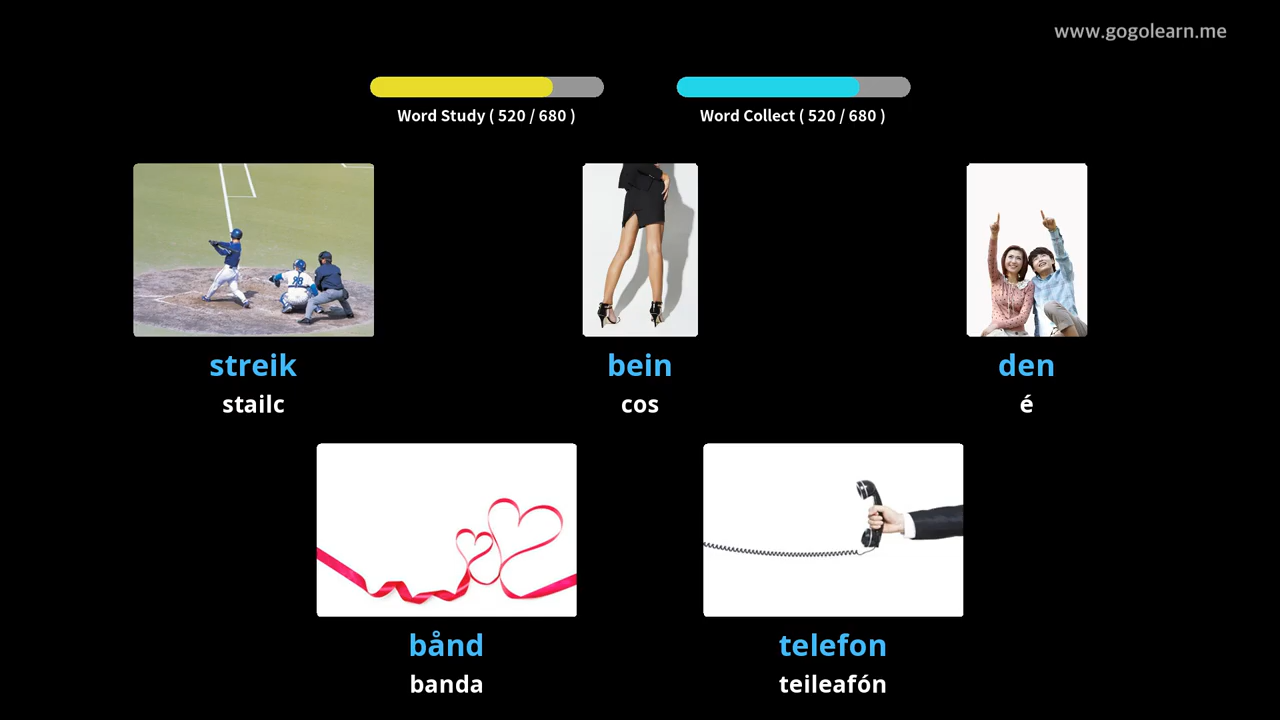 www.gogolearn.me
Word Study ( 520 / 680 )
Word Collect ( 520 / 680 )
streik
stailc
bein
cos
den
é
bånd
banda
telefon
teileafón